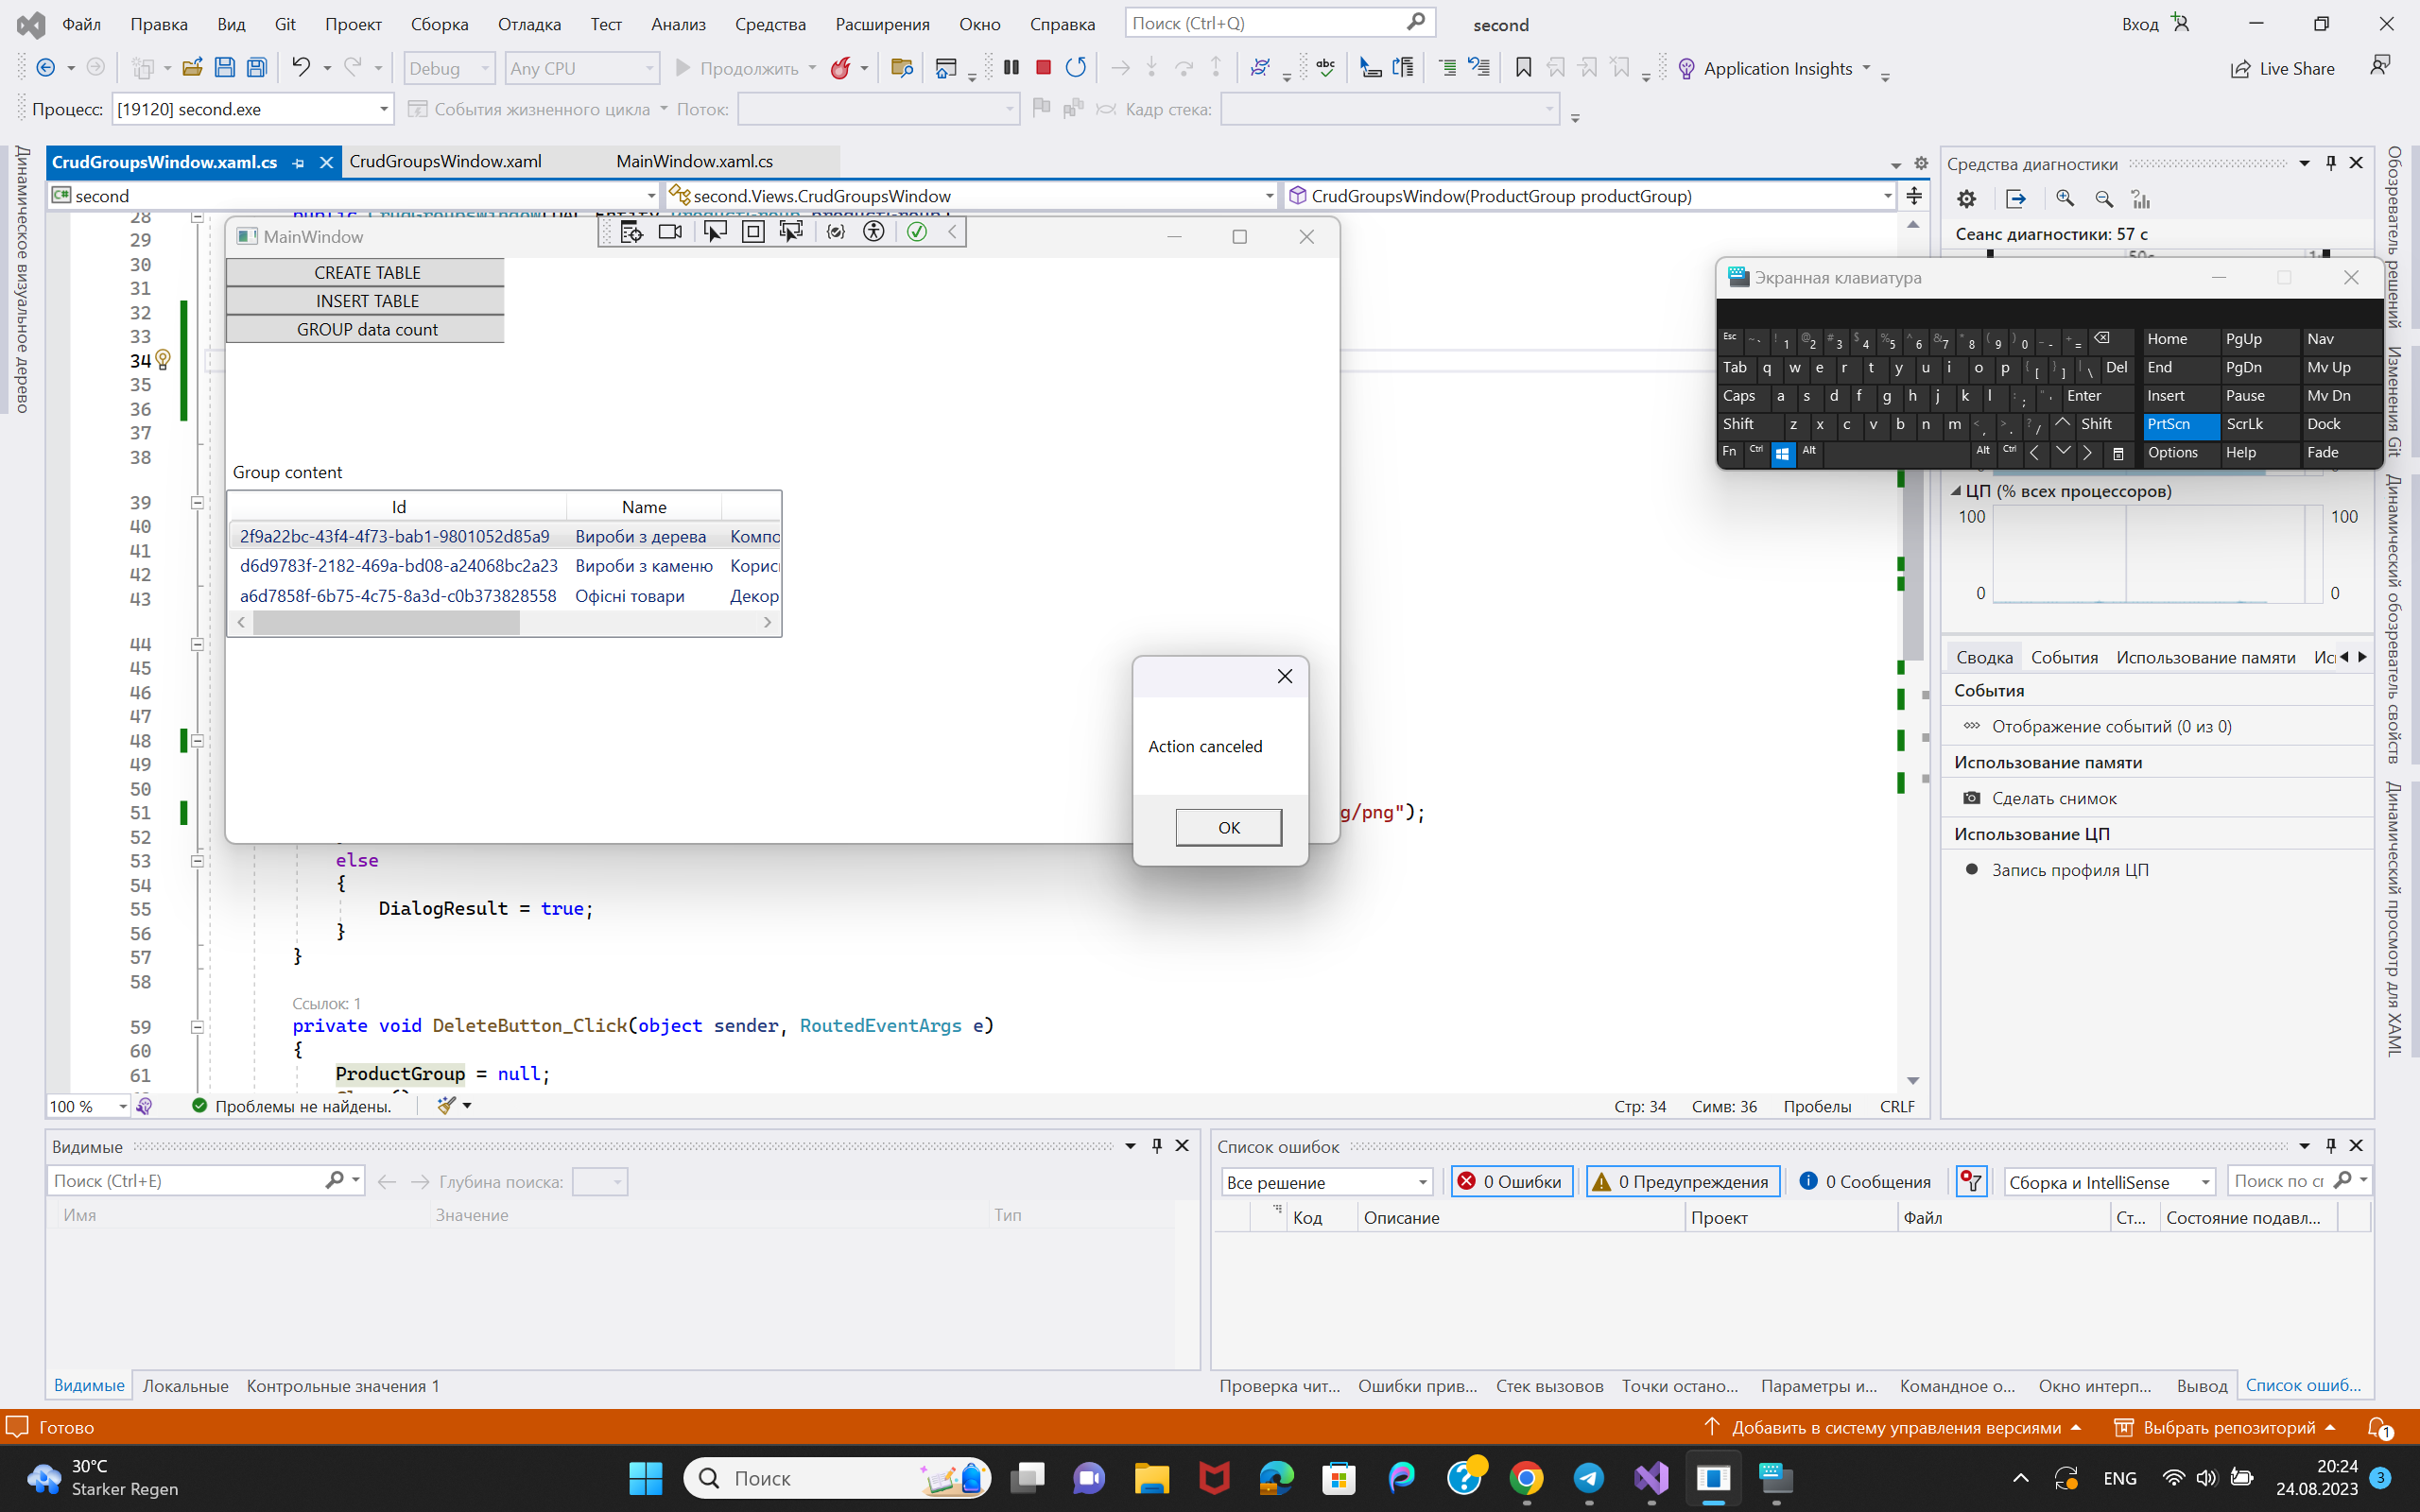 Файл Правка Вид Git Проект Сборка Отладка Тест Анализ Средства Расширения Окно Справка Поиск (Ctrl+Q) second Вход
Debug Any CPU Продолжить Application Insights Live Share
Процесс: [19120] second.exe События жизненного цикла Поток: Кадр стека:
Динамическое визуальное дерево
CrudGroupsWindow.xaml.cs CrudGroupsWindow.xaml MainWindow.xaml.cs
second second.Views.CrudGroupsWindow CrudGroupsWindow(ProductGroup productGroup)
28
29
30
31
32
33
34
35
36
37
38
39
40
41
42
43
44
45
46
47
48
49
50
51 g/png");
52
53 else
54 {
55 DialogResult = true;
56 }
57 }
58
Ссылок: 1
59 private void DeleteButton_Click(object sender, RoutedEventArgs e)
60 {
61 ProductGroup = null;
MainWindow
CREATE TABLE
INSERT TABLE
GROUP data count
Group content
Id Name
2f9a22bc-43f4-4f73-bab1-9801052d85a9 Вироби з дерева Компо
d6d9783f-2182-469a-bd08-a24068bc2a23 Вироби з каменю Корис
a6d7858f-6b75-4c75-8a3d-c0b373828558 Офісні товари Декор
Action canceled
OK
100 % Проблемы не найдены. Стр: 34 Симв: 36 Пробелы CRLF
Средства диагностики
Сеанс диагностики: 57 с
Экранная клавиатура
Esc ~ ` ! 1 @ 2 # 3 $ 4 % 5 ^ 6 & 7 * 8 ( 9 ) 0 _ - + = Home PgUp Nav
Tab q w e r t y u i o p { [ } ] | \ Del End PgDn Mv Up
Caps a s d f g h j k l : ; " ' Enter Insert Pause Mv Dn
Shift z x c v b n m < , > . ? / Shift PrtScn ScrLk Dock
Fn Ctrl Alt Alt Ctrl Options Help Fade
ЦП (% всех процессоров)
100 100
0 0
Сводка События Использование памяти Ис
События
Отображение событий (0 из 0)
Использование памяти
Сделать снимок
Использование ЦП
Запись профиля ЦП
Обозреватель решений
Изменения Git
Динамический обозреватель свойств
Динамический просмотр для XAML
Видимые
Поиск (Ctrl+E) Глубина поиска:
Имя Значение Тип
Видимые Локальные Контрольные значения 1
Список ошибок
Все решение 0 Ошибки 0 Предупреждения 0 Сообщения Сборка и IntelliSense Поиск по сп
Код Описание Проект Файл Ст... Состояние подавл...
Проверка чит... Ошибки прив... Стек вызовов Точки остано... Параметры и... Командное о... Окно интерп... Вывод Список ошиб...
Готово Добавить в систему управления версиями Выбрать репозиторий 1
30°C
Starker Regen
Поиск
ENG
20:24
24.08.2023 3